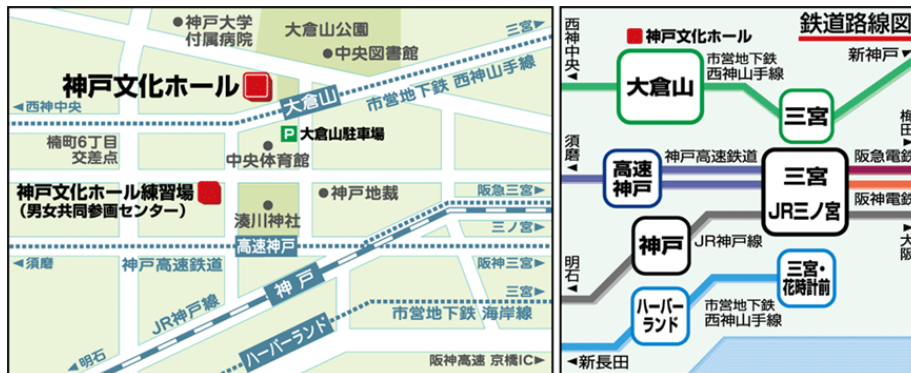 神戸大学
付属病院
大倉山公園
中央図書館
三宮▶
神戸文化ホール
大倉山
市営地下鉄 西神山手線
◀西神中央
P 大倉山駐車場
楠町6丁目
交差点
中央体育館
神戸文化ホール練習場
(男女共同参画センター)
神戸地裁
阪急三宮▶
湊川神社
三ノ宮▶
高速神戸
◀須磨
神戸高速鉄道
阪神三宮▶
神戸
三宮▶
JR神戸線
市営地下鉄 海岸線
ハーバーランド
◀明石
阪神高速 京橋IC▶
鉄道路線図
西神中央◀
神戸文化ホール
市営地下鉄
西神山手線
新神戸▶
大倉山
三宮
梅田▶
須磨◀
高速
神戸
神戸高速鉄道
三宮
JR三ノ宮
阪急電鉄
阪神電鉄
神戸
JR神戸線
大阪▶
明石◀
ハーバー
ランド
市営地下鉄
西神山手線
三宮・
花時計前
◀新長田